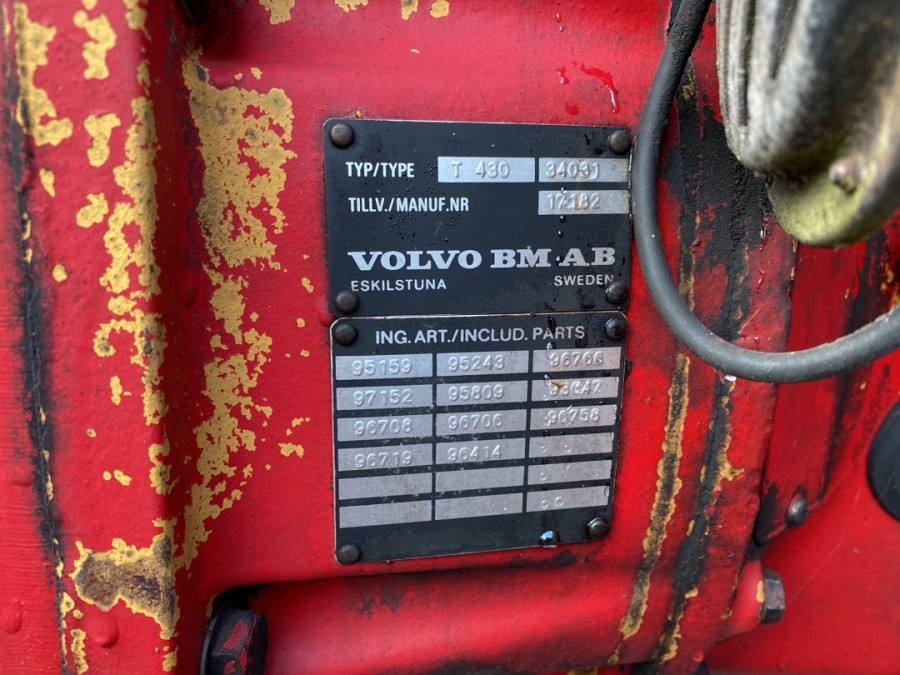 TYP/TYPE T 430 34031
TILLV./MANUF.NR 17182
VOLVO BM AB
ESKILSTUNA SWEDEN
ING. ART./INCLUD. PARTS
95159 95243 96766
97152 95809
96708 96706 96758
96719 96414